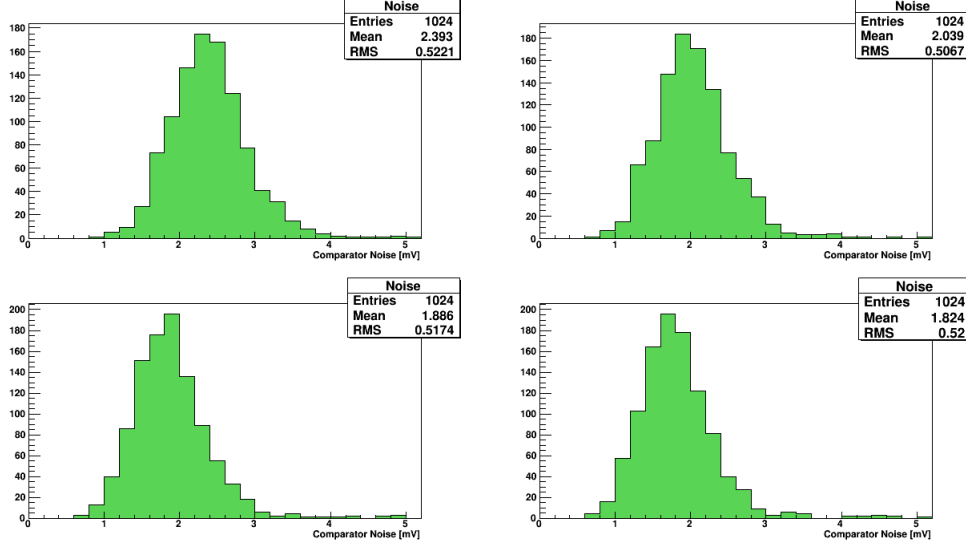 Noise
Entries 1024
Mean 2.393
RMS 0.5221
180
160
140
120
100
80
60
40
20
0
0 1 2 3 4 5
Comparator Noise [mV]
Noise
Entries 1024
Mean 2.039
RMS 0.5067
180
160
140
120
100
80
60
40
20
0
0 1 2 3 4 5
Comparator Noise [mV]
Noise
Entries 1024
Mean 1.886
RMS 0.5174
200
180
160
140
120
100
80
60
40
20
0
0 1 2 3 4 5
Comparator Noise [mV]
Noise
Entries 1024
Mean 1.824
RMS 0.52
200
180
160
140
120
100
80
60
40
20
0
0 1 2 3 4 5
Comparator Noise [mV]